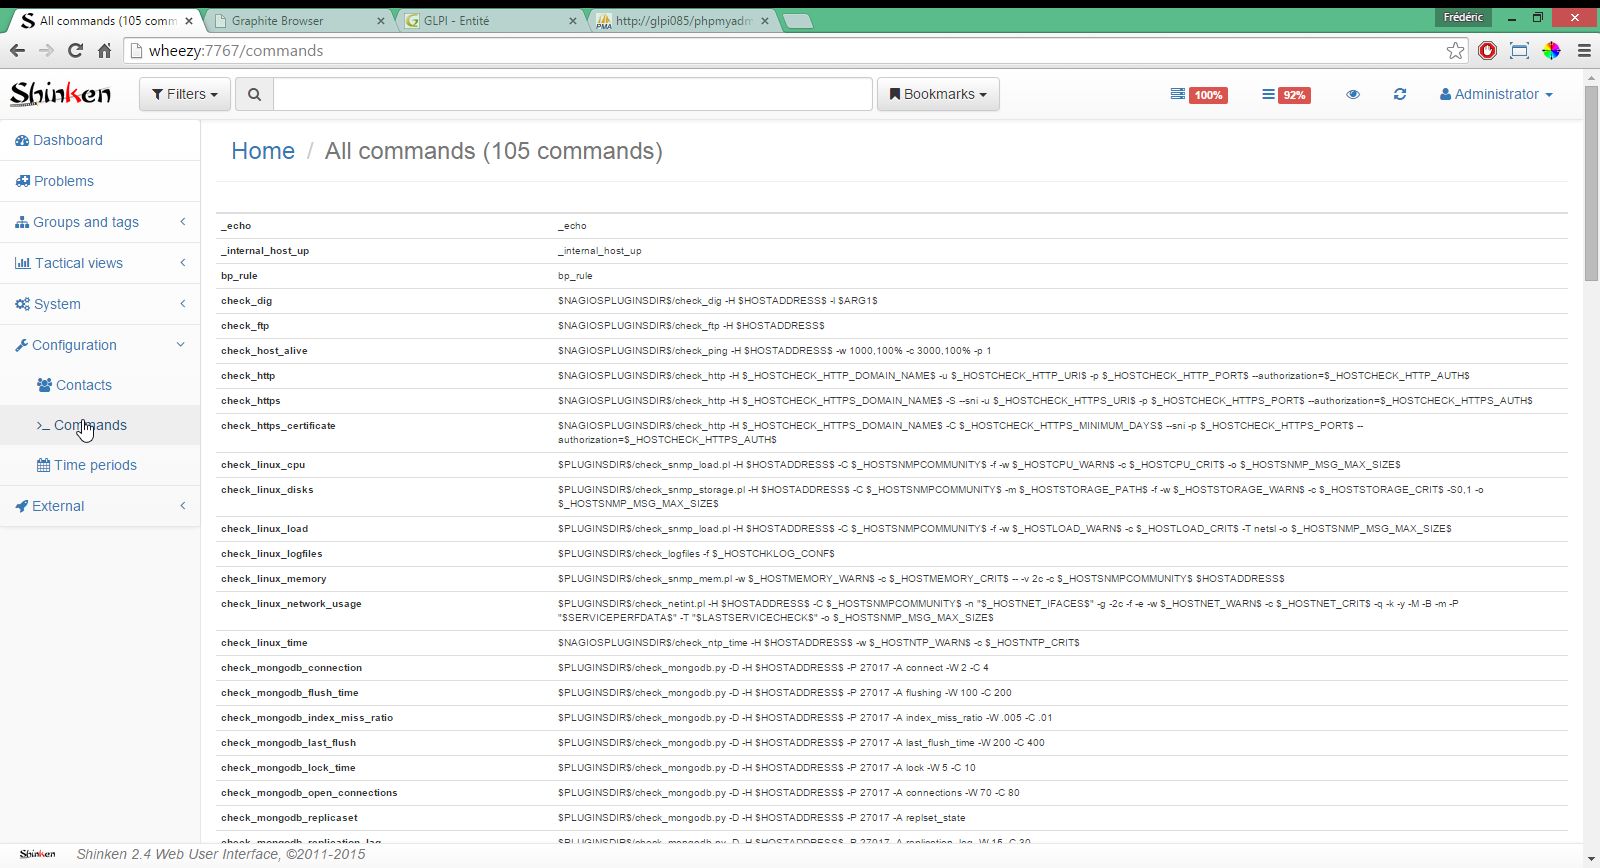 All commands (105 comm
Graphite Browser
GLPI - Entité
http://glpi085/phpmyadm
Frédéric
wheezy:7767/commands
Shinken
Filters
Bookmarks
100%
92%
Administrator
Dashboard
Problems
Groups and tags
Tactical views
System
Configuration
Contacts
Commands
Time periods
External
Home / All commands (105 commands)
_echo _echo
_internal_host_up _internal_host_up
bp_rule bp_rule
check_dig $NAGIOSPLUGINSDIR$/check_dig -H $HOSTADDRESS$ -l $ARG1$
check_ftp $NAGIOSPLUGINSDIR$/check_ftp -H $HOSTADDRESS$
check_host_alive $NAGIOSPLUGINSDIR$/check_ping -H $HOSTADDRESS$ -w 1000,100% -c 3000,100% -p 1
check_http $NAGIOSPLUGINSDIR$/check_http -H $_HOSTCHECK_HTTP_DOMAIN_NAME$ -u $_HOSTCHECK_HTTP_URI$ -p $_HOSTCHECK_HTTP_PORT$ --authorization=$_HOSTCHECK_HTTP_AUTH$
check_https $NAGIOSPLUGINSDIR$/check_http -H $_HOSTCHECK_HTTPS_DOMAIN_NAME$ -S --sni -u $_HOSTCHECK_HTTPS_URI$ -p $_HOSTCHECK_HTTPS_PORT$ --authorization=$_HOSTCHECK_HTTPS_AUTH$
check_https_certificate $NAGIOSPLUGINSDIR$/check_http -H $_HOSTCHECK_HTTPS_DOMAIN_NAME$ -C $_HOSTCHECK_HTTPS_MINIMUM_DAYS$ --sni -p $_HOSTCHECK_HTTPS_PORT$ --
authorization=$_HOSTCHECK_HTTPS_AUTH$
check_linux_cpu $PLUGINSDIR$/check_snmp_load.pl -H $HOSTADDRESS$ -C $_HOSTSNMPCOMMUNITY$ -f -w $_HOSTCPU_WARN$ -c $_HOSTCPU_CRIT$ -o $_HOSTSNMP_MSG_MAX_SIZE$
check_linux_disks $PLUGINSDIR$/check_snmp_storage.pl -H $HOSTADDRESS$ -C $_HOSTSNMPCOMMUNITY$ -m $_HOSTSTORAGE_PATH$ -f -w $_HOSTSTORAGE_WARN$ -c $_HOSTSTORAGE_CRIT$ -S0,1 -o
$_HOSTSNMP_MSG_MAX_SIZE$
check_linux_load $PLUGINSDIR$/check_snmp_load.pl -H $HOSTADDRESS$ -C $_HOSTSNMPCOMMUNITY$ -f -w $_HOSTLOAD_WARN$ -c $_HOSTLOAD_CRIT$ -T netsl -o $_HOSTSNMP_MSG_MAX_SIZE$
check_linux_logfiles $PLUGINSDIR$/check_logfiles -f $_HOSTCHKLOG_CONF$
check_linux_memory $PLUGINSDIR$/check_snmp_mem.pl -w $_HOSTMEMORY_WARN$ -c $_HOSTMEMORY_CRIT$ -- -v 2c -c $_HOSTSNMPCOMMUNITY$ $HOSTADDRESS$
check_linux_network_usage $PLUGINSDIR$/check_netint.pl -H $HOSTADDRESS$ -C $_HOSTSNMPCOMMUNITY$ -n "$_HOSTNET_IFACES$" -g -2c -f -e -w $_HOSTNET_WARN$ -c $_HOSTNET_CRIT$ -q -k -y -M -B -m -P
"$SERVICEPERFDATA$" -T "$LASTSERVICECHECK$" -o $_HOSTSNMP_MSG_MAX_SIZE$
check_linux_time $NAGIOSPLUGINSDIR$/check_ntp_time -H $HOSTADDRESS$ -w $_HOSTNTP_WARN$ -c $_HOSTNTP_CRIT$
check_mongodb_connection $PLUGINSDIR$/check_mongodb.py -D -H $HOSTADDRESS$ -P 27017 -A connect -W 2 -C 4
check_mongodb_flush_time $PLUGINSDIR$/check_mongodb.py -D -H $HOSTADDRESS$ -P 27017 -A flushing -W 100 -C 200
check_mongodb_index_miss_ratio $PLUGINSDIR$/check_mongodb.py -D -H $HOSTADDRESS$ -P 27017 -A index_miss_ratio -W .005 -C .01
check_mongodb_last_flush $PLUGINSDIR$/check_mongodb.py -D -H $HOSTADDRESS$ -P 27017 -A last_flush_time -W 200 -C 400
check_mongodb_lock_time $PLUGINSDIR$/check_mongodb.py -D -H $HOSTADDRESS$ -P 27017 -A lock -W 5 -C 10
check_mongodb_open_connections $PLUGINSDIR$/check_mongodb.py -D -H $HOSTADDRESS$ -P 27017 -A connections -W 70 -C 80
check_mongodb_replicaset $PLUGINSDIR$/check_mongodb.py -D -H $HOSTADDRESS$ -P 27017 -A replset_state
check_mongodb_replication_lag $PLUGINSDIR$/check_mongodb.py -D -H $HOSTADDRESS$ -P 27017 -A replication_lag -W 15 -C 30
Shinken Shinken 2.4 Web User Interface, ©2011-2015